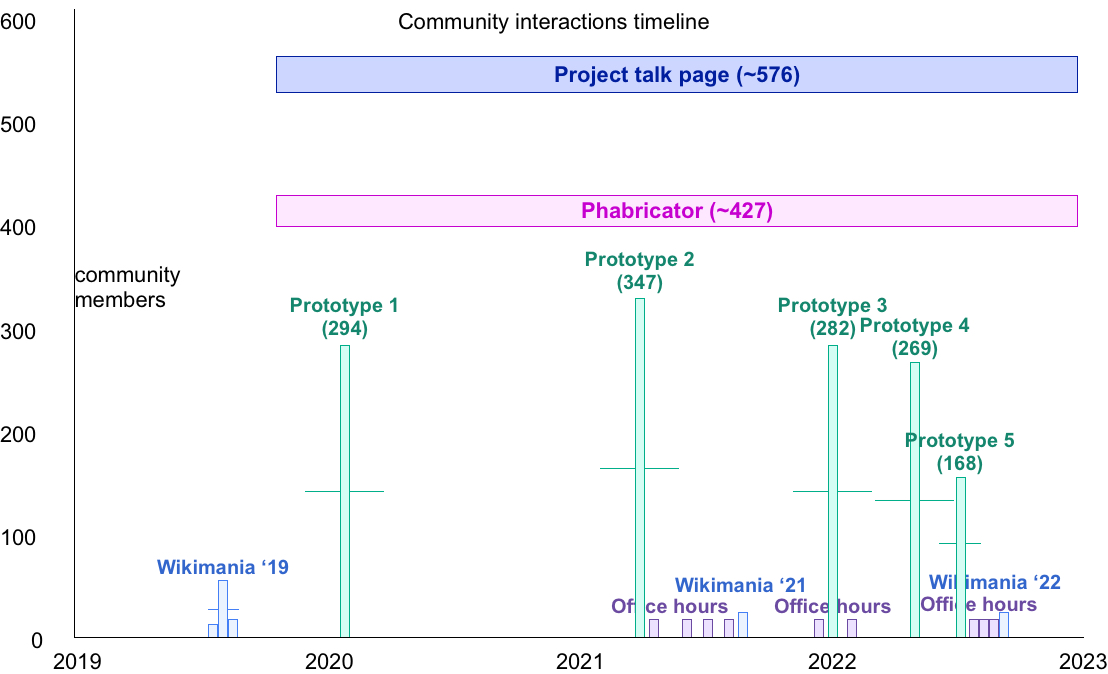 600
Community interactions timeline
Project talk page (~576)
500
Phabricator (~427)
400
community
members
Prototype 2
(347)
Prototype 1
(294)
300
Prototype 3
(282)
Prototype 4
(269)
200
Prototype 5
(168)
100
Wikimania ‘19
Wikimania ‘21
Wikimania ‘22
Office hours
Office hours
Office hours
0
2019
2020
2021
2022
2023